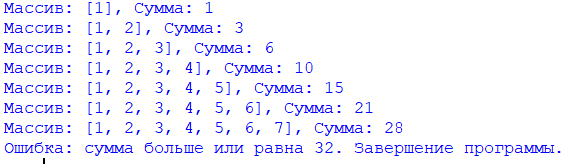 Массив: [1], Сумма: 1
Массив: [1, 2], Сумма: 3
Массив: [1, 2, 3], Сумма: 6
Массив: [1, 2, 3, 4], Сумма: 10
Массив: [1, 2, 3, 4, 5], Сумма: 15
Массив: [1, 2, 3, 4, 5, 6], Сумма: 21
Массив: [1, 2, 3, 4, 5, 6, 7], Сумма: 28
Ошибка: сумма больше или равна 32. Завершение программы.